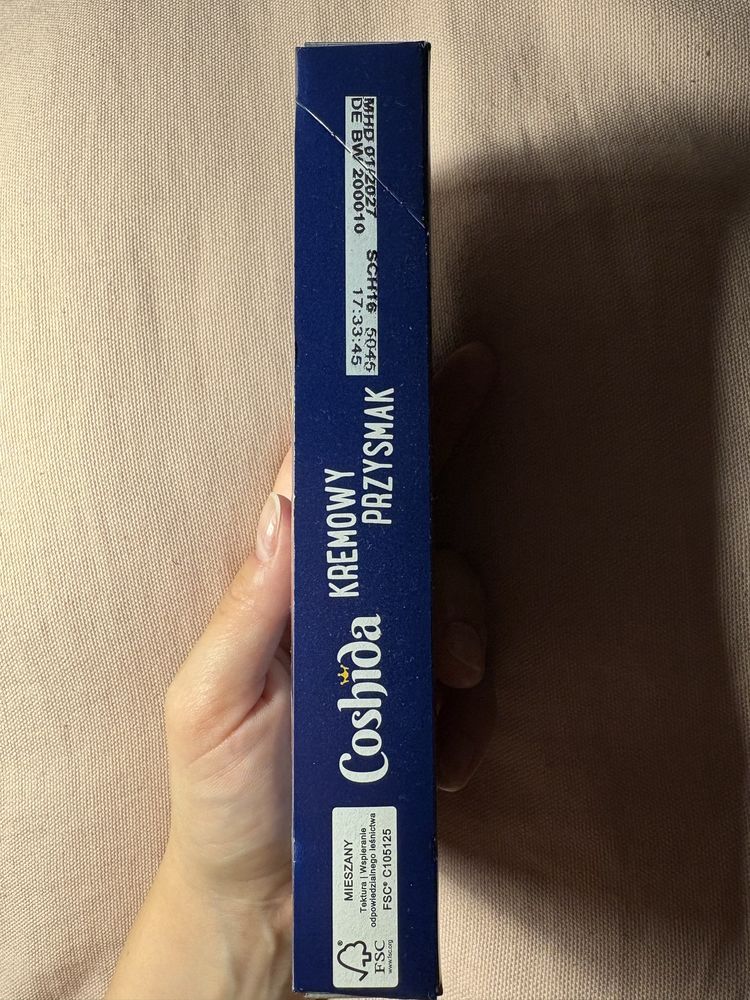 MHD 01/2027 SCH16 5045
DE BW 200010 17:33:45
Coshida
KREMOWY
PRZYSMAK
MIESZANY
Tektura | Wspieranie
odpowiedzialnego leśnictwa
FSC® C105125
FSC
www.fsc.org